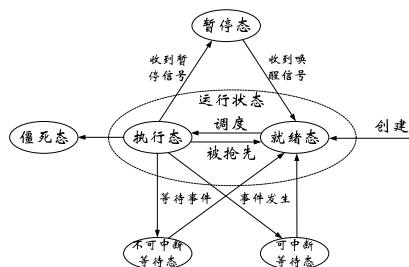 暂停态
收到暂
停信号
收到唤
醒信号
运行状态
僵死态
执行态
调度
被抢先
就绪态
创建
等待事件
事件发生
不可中断
等待态
可中断
等待态